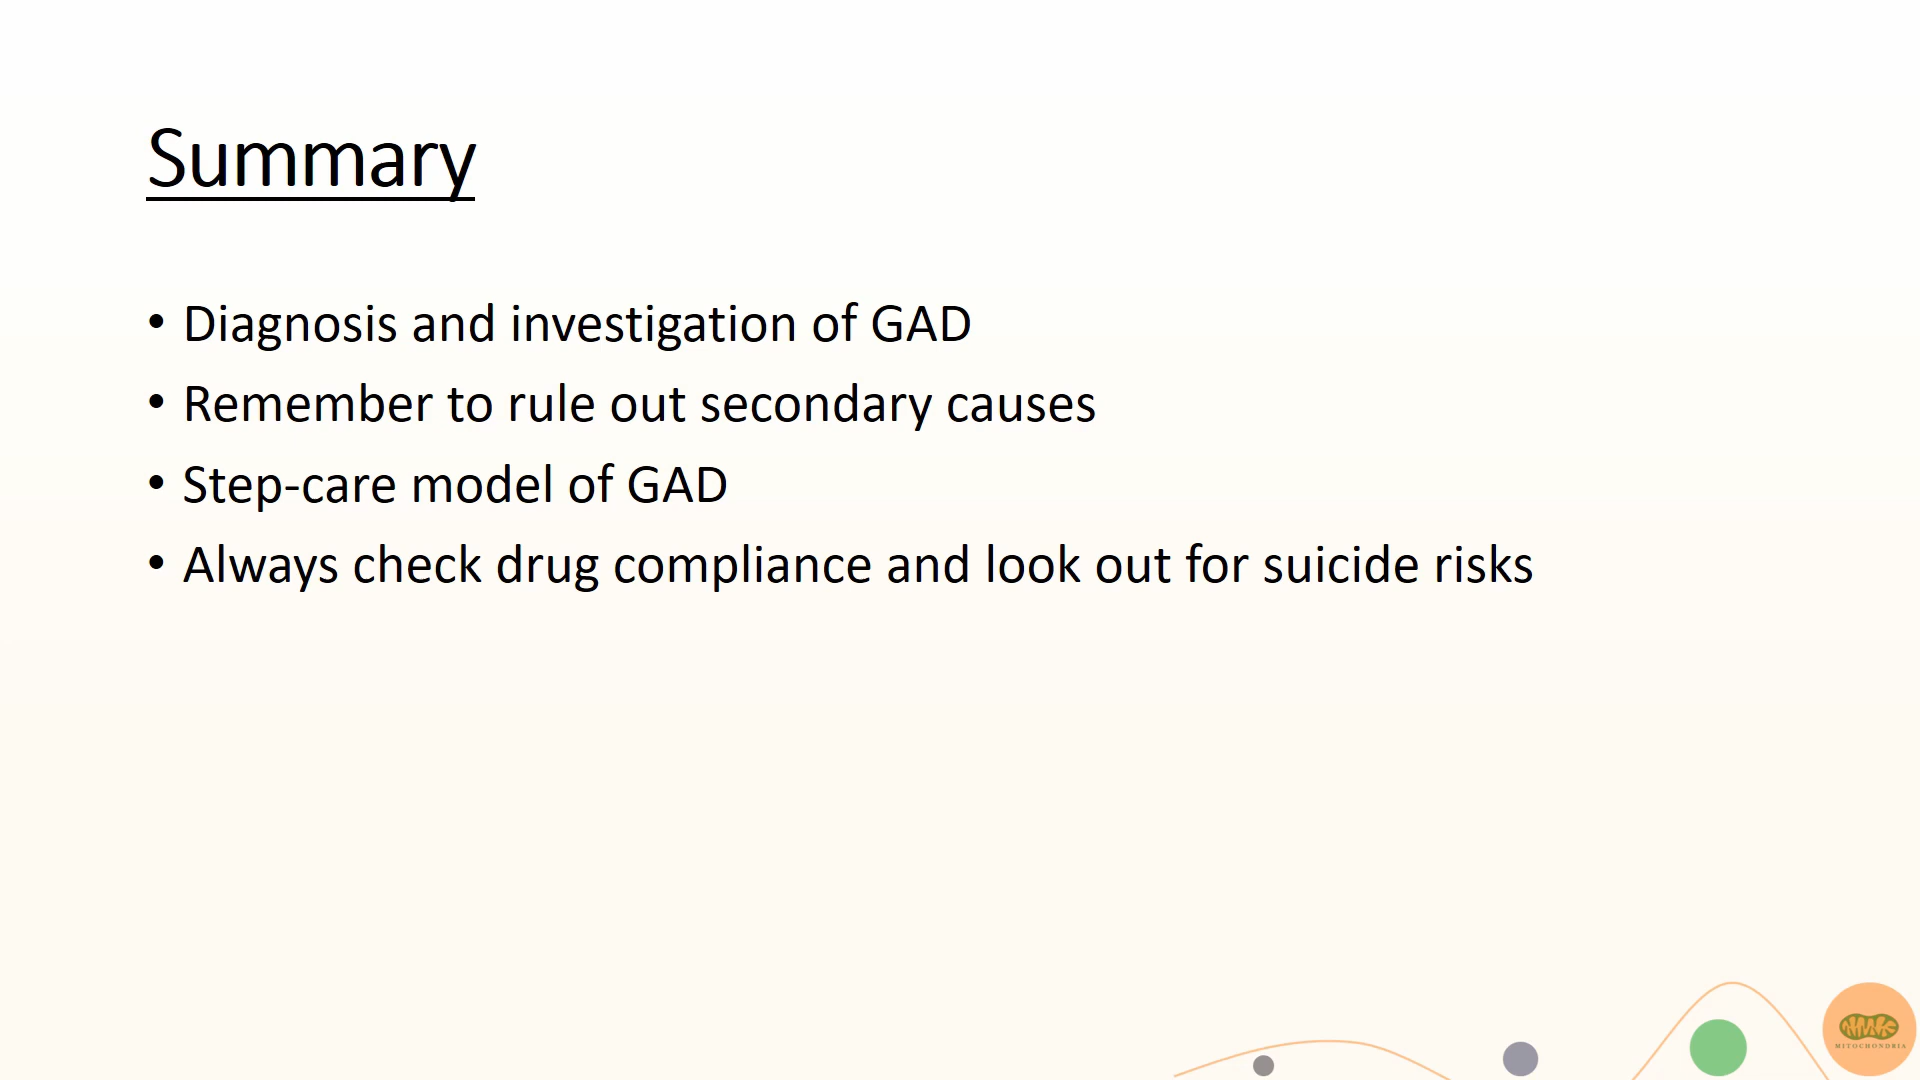 Summary
• Diagnosis and investigation of GAD
• Remember to rule out secondary causes
• Step-care model of GAD
• Always check drug compliance and look out for suicide risks
MITOCHONDRIA